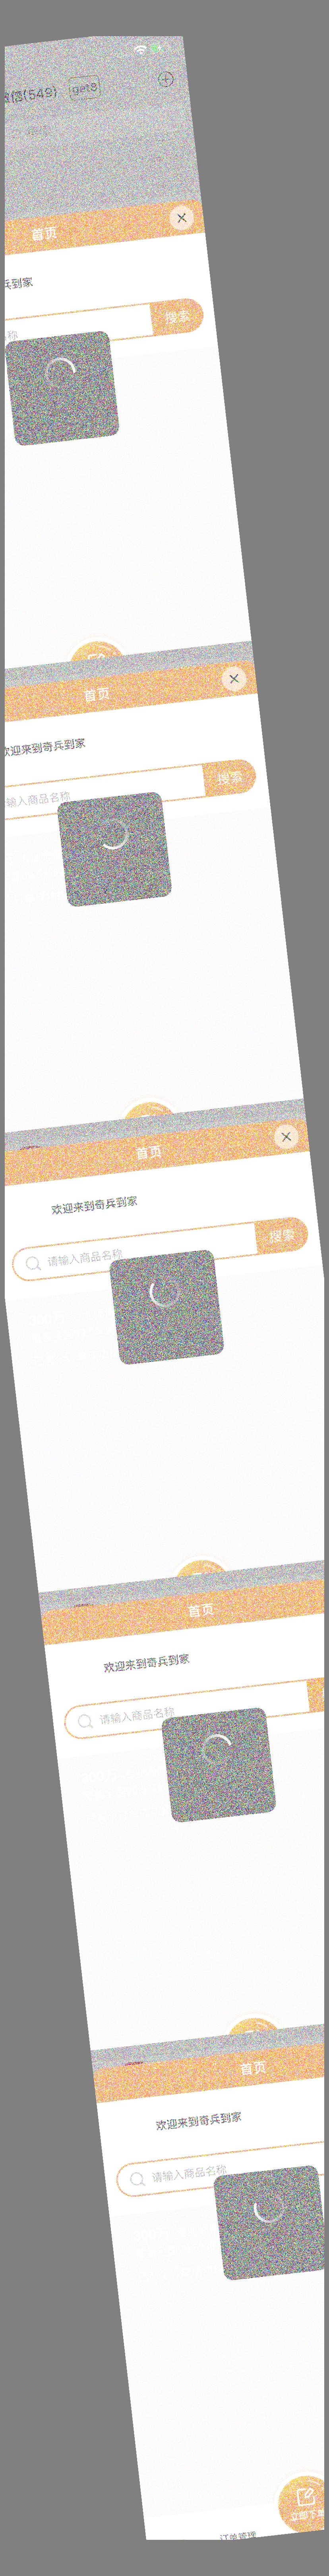 微信(549) get8
首页
兵到家
称
搜索
首页
欢迎来到奇兵到家
输入商品名称
搜索
首页
欢迎来到奇兵到家
请输入商品名称
搜索
首页
欢迎来到奇兵到家
请输入商品名称
首页
欢迎来到奇兵到家
请输入商品名称
立即下单
订单管理